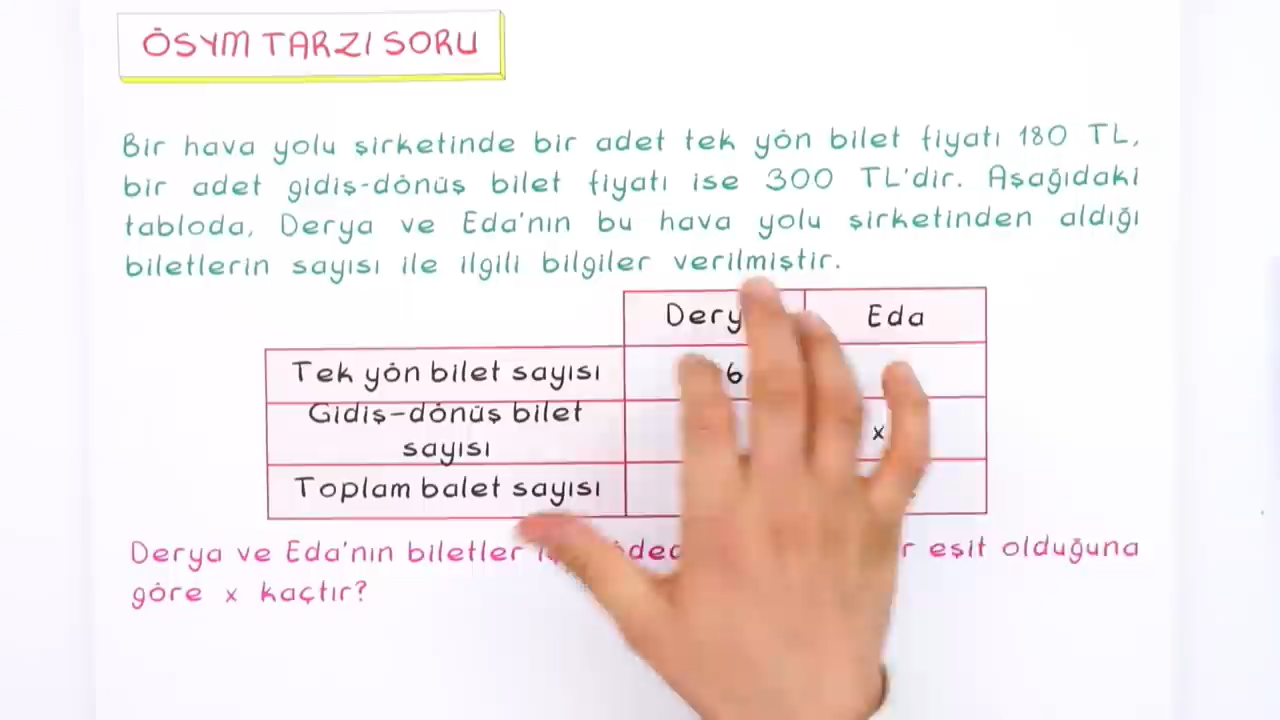 ÖSYM TARZI SORU
Bir hava yolu şirketinde bir adet tek yön bilet fiyatı 180 TL,
bir adet gidiş-dönüş bilet fiyatı ise 300 TL'dir. Aşağıdaki
tabloda, Derya ve Eda'nın bu hava yolu şirketinden aldığı
biletlerin sayısı ile ilgili bilgiler verilmiştir.
Eda
Tek yön bilet sayısı 6
Gidiş-dönüş bilet
sayısı x
Toplam balet sayısı
Derya ve Eda'nın biletler eşit olduğuna
göre x kaçtır?